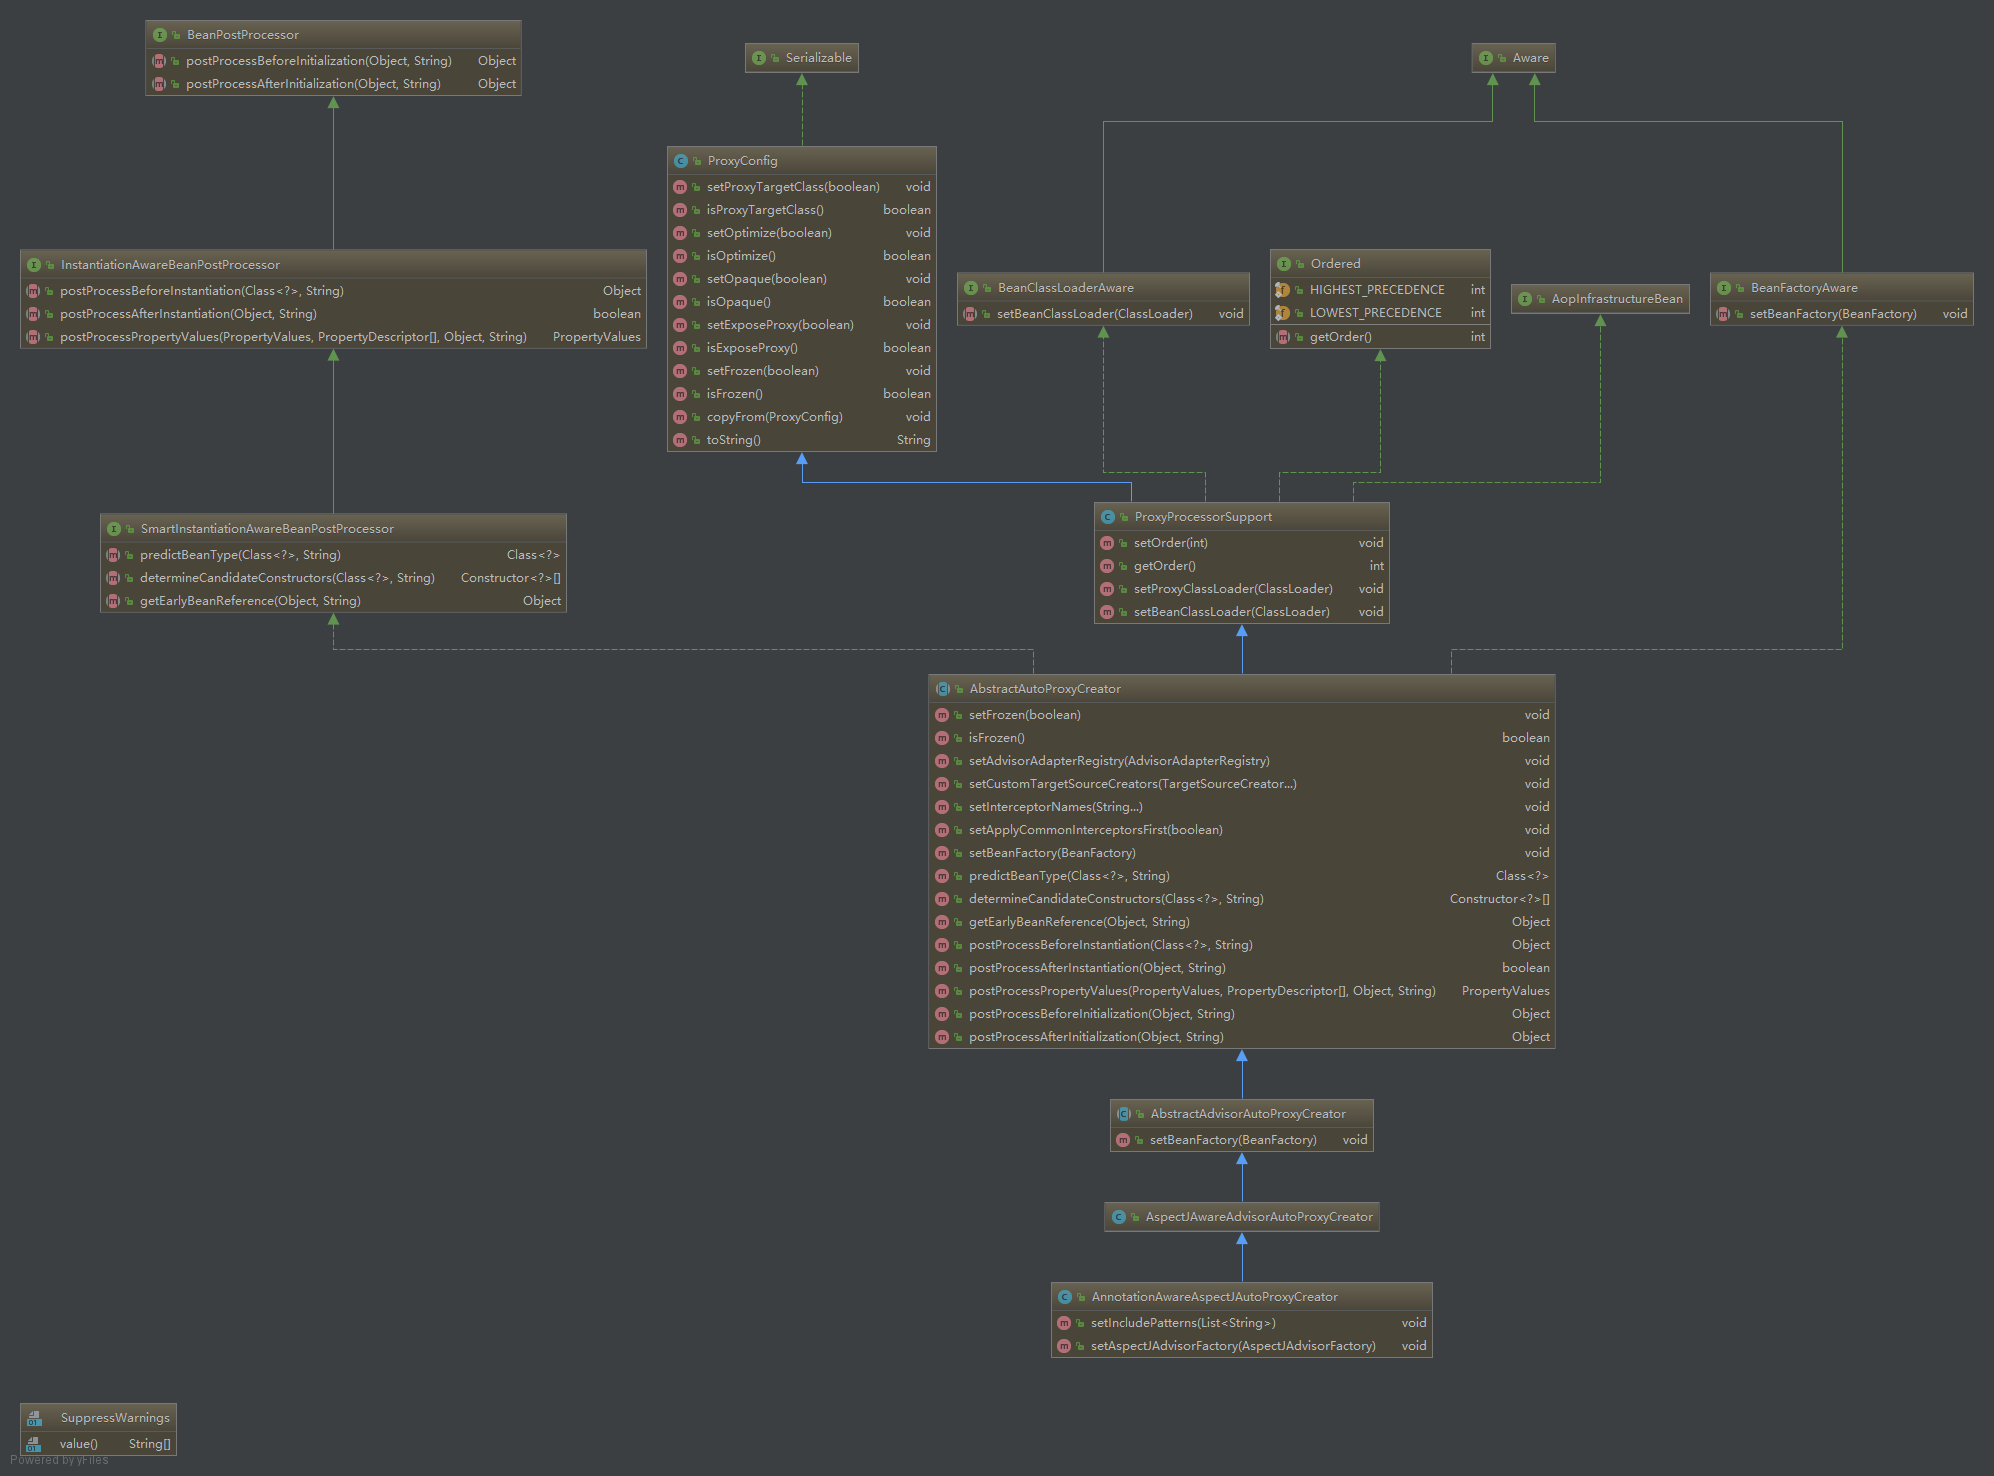 BeanPostProcessor
postProcessBeforeInitialization(Object, String) Object
postProcessAfterInitialization(Object, String) Object
Serializable
Aware
ProxyConfig
setProxyTargetClass(boolean) void
isProxyTargetClass() boolean
setOptimize(boolean) void
isOptimize() boolean
setOpaque(boolean) void
isOpaque() boolean
setExposeProxy(boolean) void
isExposeProxy() boolean
setFrozen(boolean) void
isFrozen() boolean
copyFrom(ProxyConfig) void
toString() String
InstantiationAwareBeanPostProcessor
postProcessBeforeInstantiation(Class<?>, String) Object
postProcessAfterInstantiation(Object, String) boolean
postProcessPropertyValues(PropertyValues, PropertyDescriptor[], Object, String) PropertyValues
BeanClassLoaderAware
setBeanClassLoader(ClassLoader) void
Ordered
HIGHEST_PRECEDENCE int
LOWEST_PRECEDENCE int
getOrder() int
AopInfrastructureBean
BeanFactoryAware
setBeanFactory(BeanFactory) void
SmartInstantiationAwareBeanPostProcessor
predictBeanType(Class<?>, String) Class<?>
determineCandidateConstructors(Class<?>, String) Constructor<?>[]
getEarlyBeanReference(Object, String) Object
ProxyProcessorSupport
setOrder(int) void
getOrder() int
setProxyClassLoader(ClassLoader) void
setBeanClassLoader(ClassLoader) void
AbstractAutoProxyCreator
setFrozen(boolean) void
isFrozen() boolean
setAdvisorAdapterRegistry(AdvisorAdapterRegistry) void
setCustomTargetSourceCreators(TargetSourceCreator...) void
setInterceptorNames(String...) void
setApplyCommonInterceptorsFirst(boolean) void
setBeanFactory(BeanFactory) void
predictBeanType(Class<?>, String) Class<?>
determineCandidateConstructors(Class<?>, String) Constructor<?>[]
getEarlyBeanReference(Object, String) Object
postProcessBeforeInstantiation(Class<?>, String) Object
postProcessAfterInstantiation(Object, String) boolean
postProcessPropertyValues(PropertyValues, PropertyDescriptor[], Object, String) PropertyValues
postProcessBeforeInitialization(Object, String) Object
postProcessAfterInitialization(Object, String) Object
AbstractAdvisorAutoProxyCreator
setBeanFactory(BeanFactory) void
AspectJAwareAdvisorAutoProxyCreator
AnnotationAwareAspectJAutoProxyCreator
setIncludePatterns(List<String>) void
setAspectJAdvisorFactory(AspectJAdvisorFactory) void
SuppressWarnings
value() String[]
Powered by yFiles